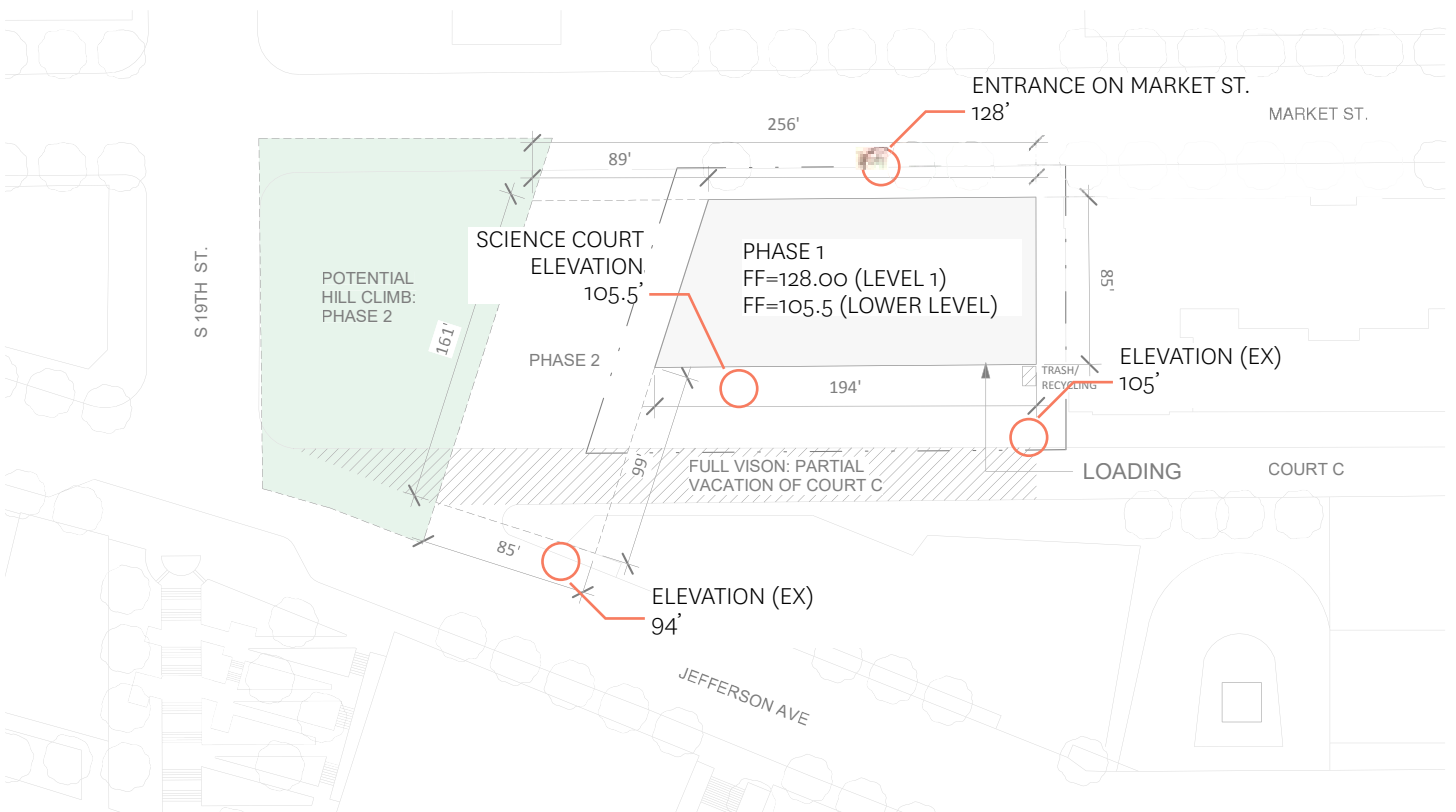 ENTRANCE ON MARKET ST.
128'
MARKET ST.
256'
89'
SCIENCE COURT
ELEVATION
105.5'
PHASE 1
FF=128.00 (LEVEL 1)
FF=105.5 (LOWER LEVEL)
S 19TH ST.
POTENTIAL
HILL CLIMB:
PHASE 2
161'
PHASE 2
85'
ELEVATION (EX)
105'
TRASH/
RECYCLING
194'
99'
FULL VISON: PARTIAL
VACATION OF COURT C
LOADING
COURT C
85'
ELEVATION (EX)
94'
JEFFERSON AVE